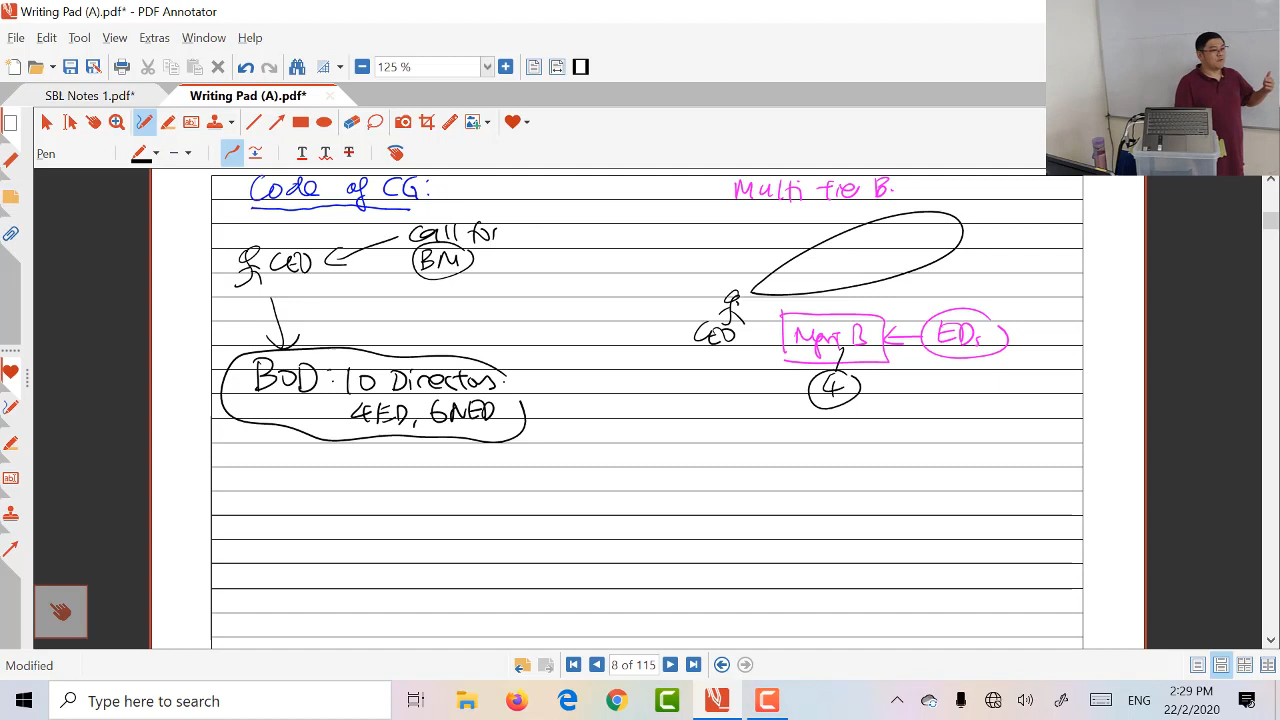 Writing Pad (A).pdf* - PDF Annotator
File Edit Tool View Extras Window Help
125 %
SBL Notes 1.pdf* Writing Pad (A).pdf*
Pen
Code of CG:
call for
BM
CEO
BOD: 10 Directors:
4ED, 6NED
Multi tie B.
CEO
Mgmt B
EDs
4
8 of 115
Modified
Type here to search
ENG
2:29 PM
22/2/2020